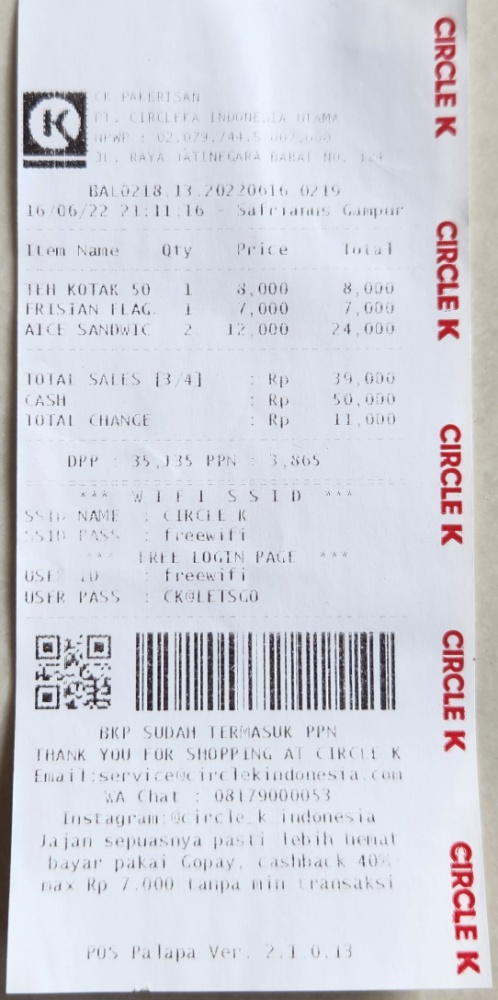 CK PAKERISAN
PT. CIRCLEKA INDONESIA UTAMA
NPWP : 02.079.744.5
JL. RAYA JATINEGARA BARAT NO. 124
BAL0218.13.20220616.0219
16/06/22 21:11:16 - Safrianus Gampur
Item Name Qty Price Total
TEH KOTAK 50 1 8,000 8,000
FRISIAN FLAG. 1 7,000 7,000
AICE SANDWIC 2 12,000 24,000
TOTAL SALES [3/4] : Rp 39,000
CASH : Rp 50,000
TOTAL CHANGE : Rp 11,000
DPP : 35,135 PPN : 3,865
*** W I F I S S I D ***
SSID NAME : CIRCLE K
SSID PASS : freewifi
*** FREE LOGIN PAGE ***
USER ID : freewifi
USER PASS : CK@LETSGO
BKP SUDAH TERMASUK PPN
THANK YOU FOR SHOPPING AT CIRCLE K
Email:service@circlekindonesia.com
WA Chat : 08179000053
Instagram:@circle_k_indonesia
Jajan sepuasnya pasti lebih hemat
bayar pakai Gopay, cashback 40%
max Rp 7.000 tanpa min transaksi
POS Palapa Ver. 2.1.0.13
CIRCLE K
CIRCLE K
CIRCLE K
CIRCLE K
CIRCLE K